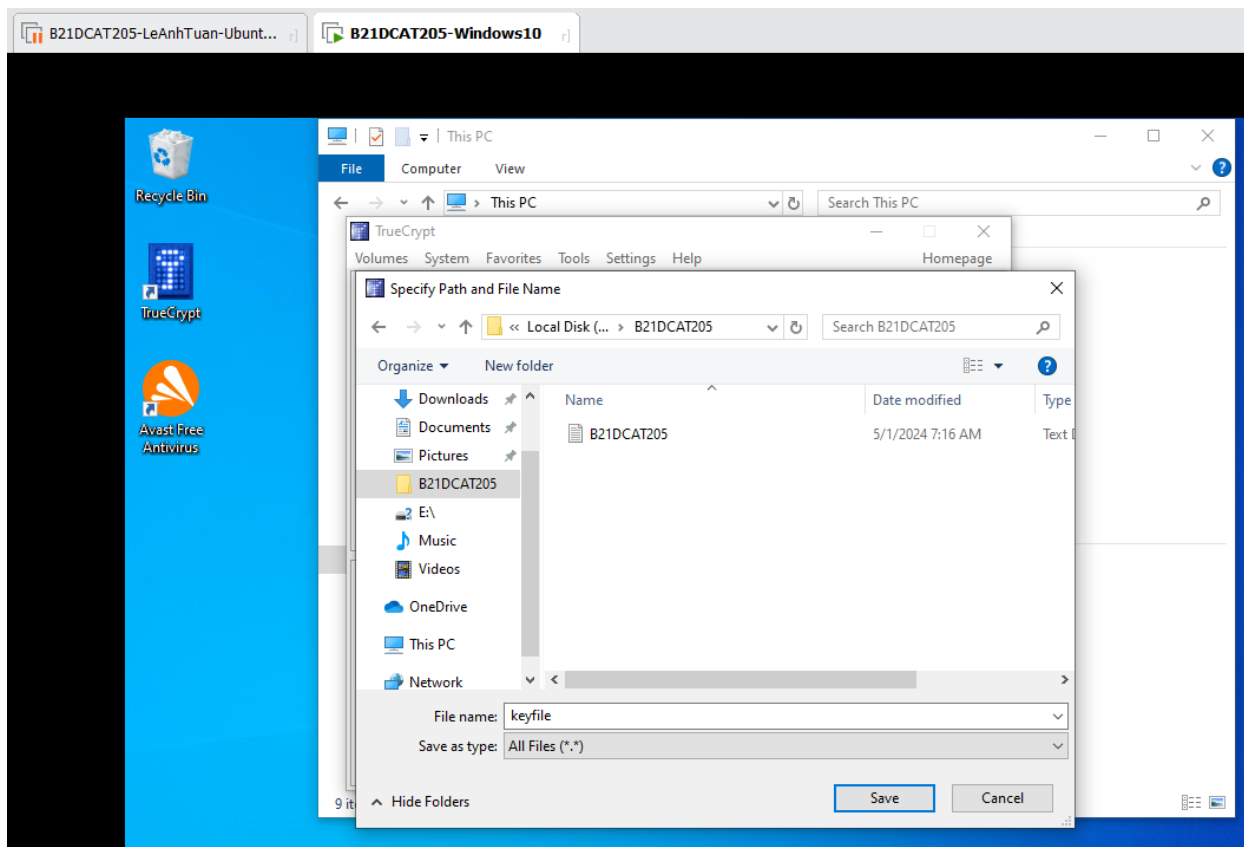 B21DCAT205-LeAnhTuan-Ubunt...
B21DCAT205-Windows10
This PC
File Computer View
Recycle Bin
This PC
Search This PC
TrueCrypt
Volumes System Favorites Tools Settings Help Homepage
Specify Path and File Name
TrueCrypt
« Local Disk (... › B21DCAT205
Search B21DCAT205
Organize New folder
Downloads
Name Date modified Type
Documents
B21DCAT205 5/1/2024 7:16 AM Text
Avast Free
Antivirus
Pictures
B21DCAT205
E:\
Music
Videos
OneDrive
This PC
Network
File name: keyfile
Save as type: All Files (*.*)
Hide Folders
Save Cancel
9 it